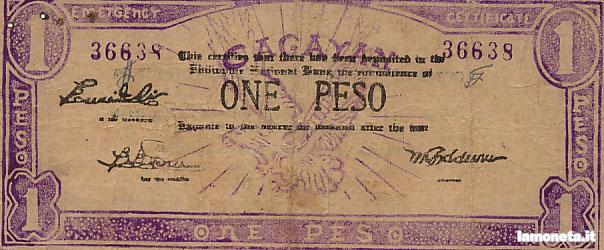 EMERGENCY CERTIFICATE
1 1
CAGAYAN
36638 36638
This certifies that there has been deposited in the
Philippine National Bank, the equivalence of
ONE PESO
PESO PESO
Payable to the bearer on demand after the war
1 1
ONE PESO
lamoneta.it